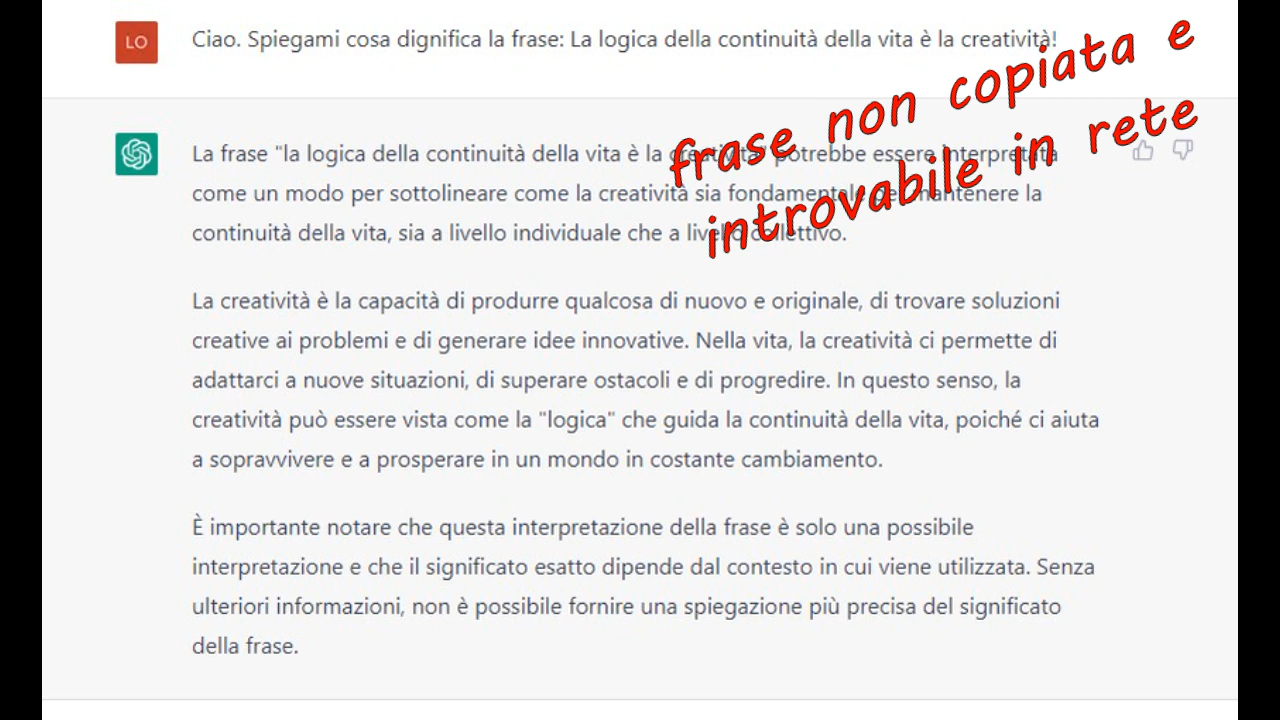 LO
Ciao. Spiegami cosa dignifica la frase: La logica della continuità della vita è la creatività!
frase non copiata e
introvabile in rete
La frase "la logica della continuità della vita è la creatività" potrebbe essere interpretata
come un modo per sottolineare come la creatività sia fondamentale per mantenere la
continuità della vita, sia a livello individuale che a livello collettivo.
La creatività è la capacità di produrre qualcosa di nuovo e originale, di trovare soluzioni
creative ai problemi e di generare idee innovative. Nella vita, la creatività ci permette di
adattarci a nuove situazioni, di superare ostacoli e di progredire. In questo senso, la
creatività può essere vista come la "logica" che guida la continuità della vita, poiché ci aiuta
a sopravvivere e a prosperare in un mondo in costante cambiamento.
È importante notare che questa interpretazione della frase è solo una possibile
interpretazione e che il significato esatto dipende dal contesto in cui viene utilizzata. Senza
ulteriori informazioni, non è possibile fornire una spiegazione più precisa del significato
della frase.